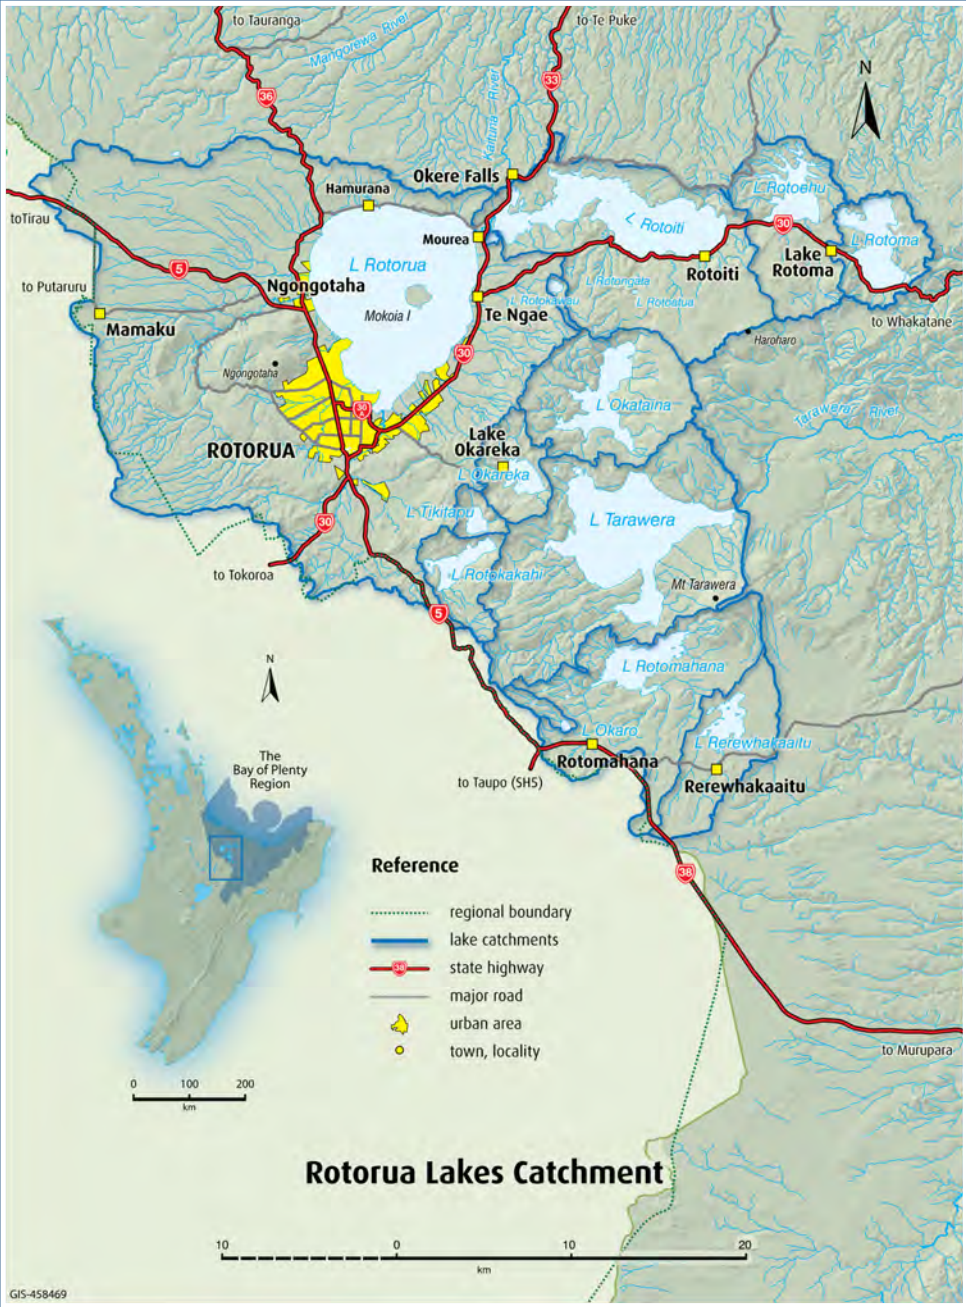 to Tauranga
to Te Puke
Mangorewa River
Kaituna River
36
33
N
Okere Falls
Hamurana
L Rotoehu
toTirau
L Rotoiti
30
Mourea
L Rotoma
Lake
Rotoma
5
L Rotorua
Rotoiti
to Putaruru
Ngongotaha
L Rotongata
L Rotokawau
L Rotoatua
Mokoia I
Te Ngae
to Whakatane
Mamaku
Haroharo
30
Ngongotaha
L Okataina
30
A
Tarawera River
ROTORUA
Lake
Okareka
L Okareka
L Tikitapu
L Tarawera
30
to Tokoroa
L Rotokakahi
Mt Tarawera
5
L Rotomahana
N
L Okaro
L Rerewhakaaitu
The
Bay of Plenty
Region
Rotomahana
to Taupo (SH5)
Rerewhakaaitu
Reference
38
regional boundary
lake catchments
38
state highway
major road
urban area
town, locality
to Murupara
0 100 200
km
Rotorua Lakes Catchment
10 0 10 20
km
GIS-458469